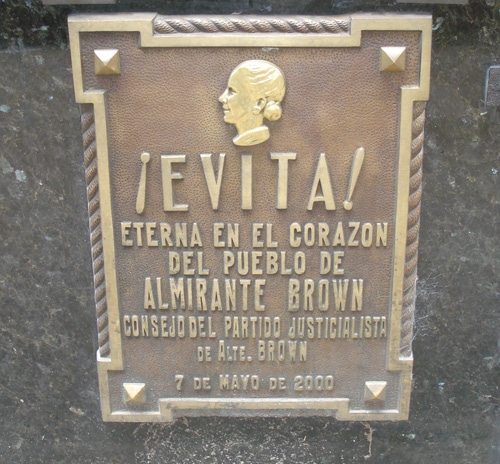 ¡EVITA!
ETERNA EN EL CORAZON
DEL PUEBLO DE
ALMIRANTE BROWN
CONSEJO DEL PARTIDO JUSTICIALISTA
DE ALTE. BROWN
7 DE MAYO DE 2000